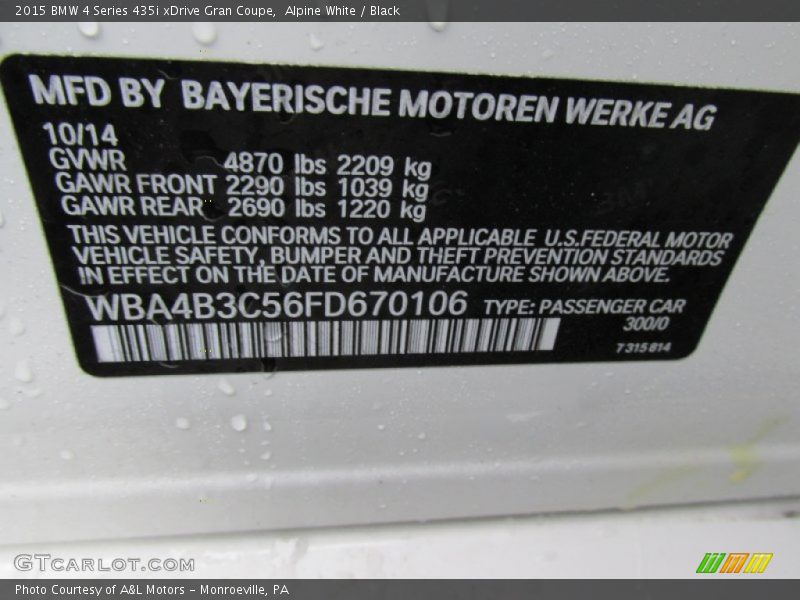 2015 BMW 4 Series 435i xDrive Gran Coupe, Alpine White / Black
MFD BY BAYERISCHE MOTOREN WERKE AG
10/14
GVWR 4870 lbs 2209 kg
GAWR FRONT 2290 lbs 1039 kg
GAWR REAR 2690 lbs 1220 kg
THIS VEHICLE CONFORMS TO ALL APPLICABLE U.S.FEDERAL MOTOR
VEHICLE SAFETY, BUMPER AND THEFT PREVENTION STANDARDS
IN EFFECT ON THE DATE OF MANUFACTURE SHOWN ABOVE.
WBA4B3C56FD670106 TYPE: PASSENGER CAR
300/0
7 315 814
GTCARLOT.COM
Photo Courtesy of A&L Motors – Monroeville, PA